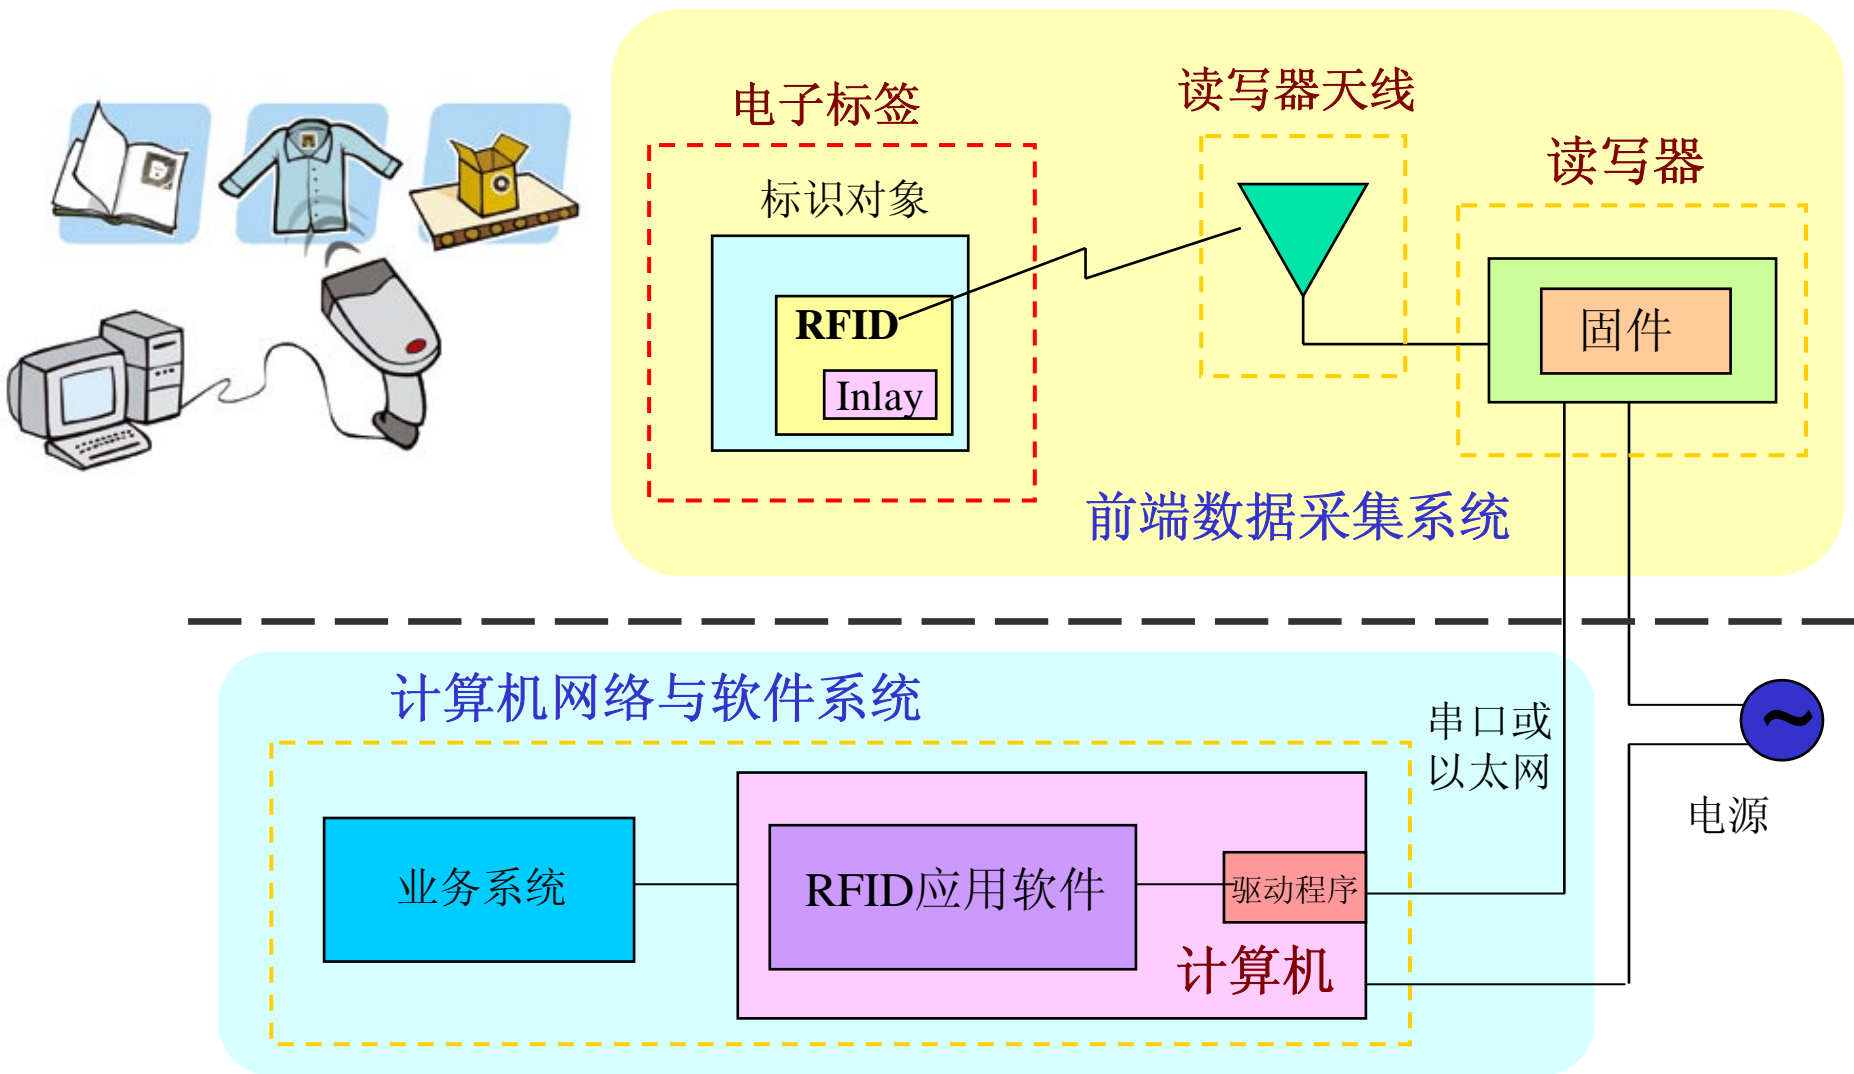 电子标签
读写器天线
读写器
标识对象
RFID
Inlay
固件
前端数据采集系统
计算机网络与软件系统
串口或
以太网
~
电源
业务系统
RFID应用软件
驱动程序
计算机